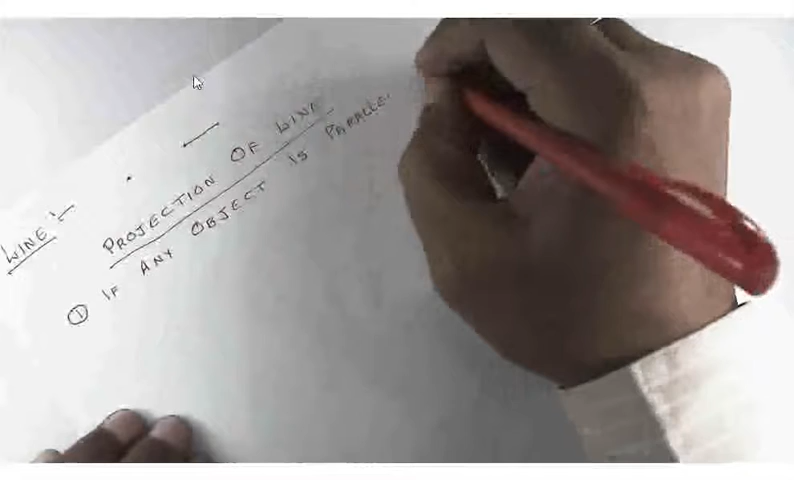 LINE :-
PROJECTION OF LINE
① IF ANY OBJECT IS PARALLEL